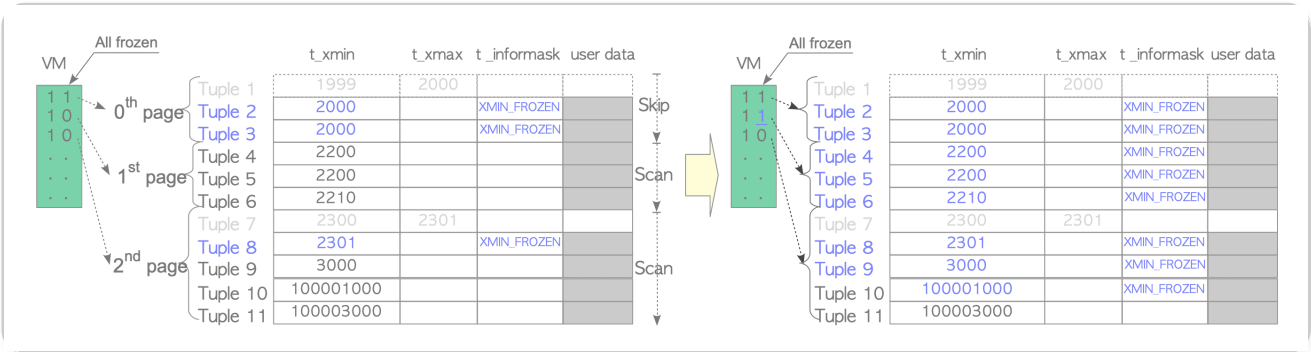 All frozen
VM t_xmin t_xmax t _informask user data
1 1
1 0
1 0
. .
. .
. .
0th page
1st page
2nd page
Tuple 1 1999 2000
Tuple 2 2000 XMIN_FROZEN
Tuple 3 2000 XMIN_FROZEN
Tuple 4 2200
Tuple 5 2200
Tuple 6 2210
Tuple 7 2300 2301
Tuple 8 2301 XMIN_FROZEN
Tuple 9 3000
Tuple 10 100001000
Tuple 11 100003000
Skip
Scan
Scan
All frozen
VM t_xmin t_xmax t _informask user data
1 1
1 1
1 0
. .
. .
. .
Tuple 1 1999 2000
Tuple 2 2000 XMIN_FROZEN
Tuple 3 2000 XMIN_FROZEN
Tuple 4 2200 XMIN_FROZEN
Tuple 5 2200 XMIN_FROZEN
Tuple 6 2210 XMIN_FROZEN
Tuple 7 2300 2301
Tuple 8 2301 XMIN_FROZEN
Tuple 9 3000 XMIN_FROZEN
Tuple 10 100001000 XMIN_FROZEN
Tuple 11 100003000